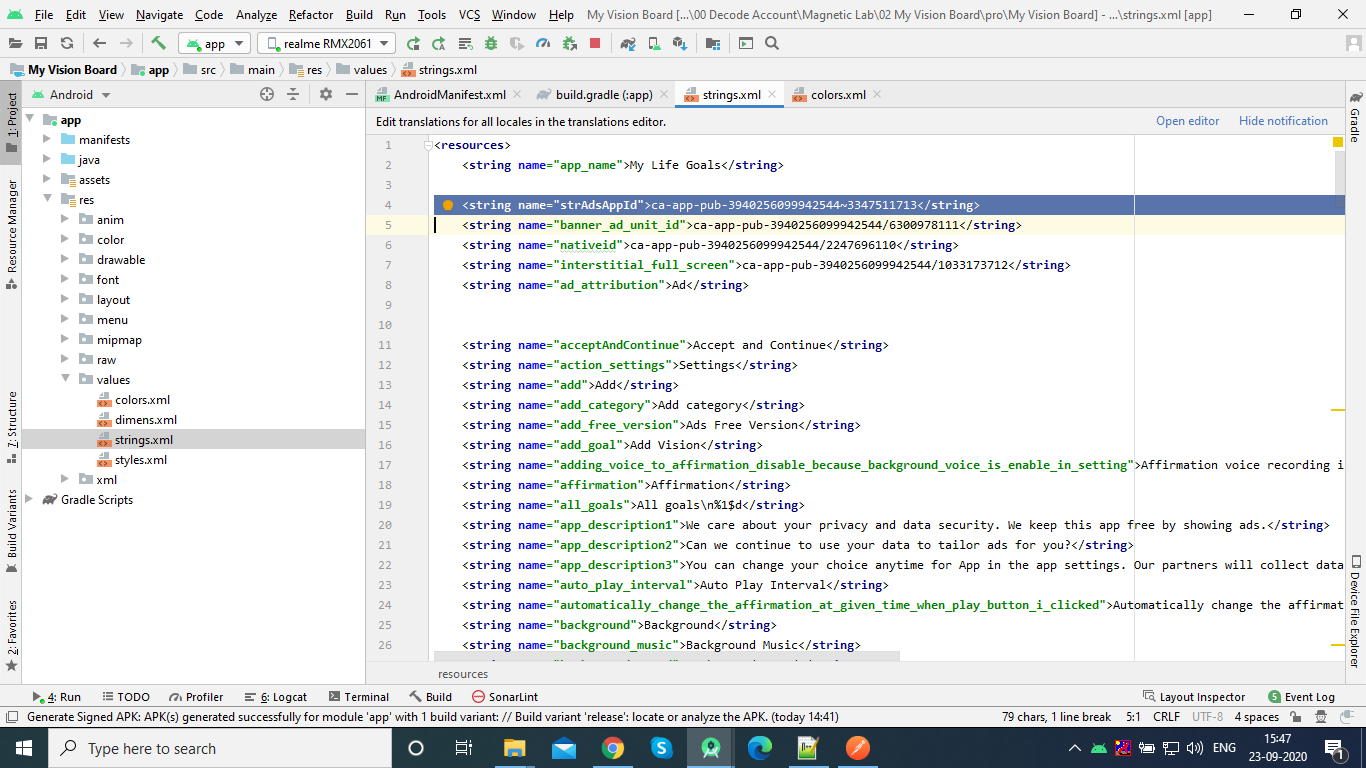 File Edit View Navigate Code Analyze Refactor Build Run Tools VCS Window Help My Vision Board [...\00 Decode Account\Magnetic Lab\02 My Vision Board\pro\My Vision Board] - ...\strings.xml [app]
app realme RMX2061
My Vision Board app src main res values strings.xml
Android
AndroidManifest.xml build.gradle (:app) strings.xml colors.xml
1: Project
Resource Manager
7: Structure
Build Variants
2: Favorites
app
manifests
java
assets
res
anim
color
drawable
font
layout
menu
mipmap
raw
values
colors.xml
dimens.xml
strings.xml
styles.xml
xml
Gradle Scripts
Edit translations for all locales in the translations editor. Open editor Hide notification
1 <resources>
2 <string name="app_name">My Life Goals</string>
3
4 <string name="strAdsAppId">ca-app-pub-3940256099942544~3347511713</string>
5 <string name="banner_ad_unit_id">ca-app-pub-3940256099942544/6300978111</string>
6 <string name="nativeid">ca-app-pub-3940256099942544/2247696110</string>
7 <string name="interstitial_full_screen">ca-app-pub-3940256099942544/1033173712</string>
8 <string name="ad_attribution">Ad</string>
9
10
11 <string name="acceptAndContinue">Accept and Continue</string>
12 <string name="action_settings">Settings</string>
13 <string name="add">Add</string>
14 <string name="add_category">Add category</string>
15 <string name="add_free_version">Ads Free Version</string>
16 <string name="add_goal">Add Vision</string>
17 <string name="adding_voice_to_affirmation_disable_because_background_voice_is_enable_in_setting">Affirmation voice recording i
18 <string name="affirmation">Affirmation</string>
19 <string name="all_goals">All goals\n%1$d</string>
20 <string name="app_description1">We care about your privacy and data security. We keep this app free by showing ads.</string>
21 <string name="app_description2">Can we continue to use your data to tailor ads for you?</string>
22 <string name="app_description3">You can change your choice anytime for App in the app settings. Our partners will collect data
23 <string name="auto_play_interval">Auto Play Interval</string>
24 <string name="automatically_change_the_affirmation_at_given_time_when_play_button_i_clicked">Automatically change the affirmat
25 <string name="background">Background</string>
26 <string name="background_music">Background Music</string>
resources
Gradle
Device File Explorer
4: Run TODO Profiler 6: Logcat Terminal Build SonarLint Layout Inspector 5 Event Log
Generate Signed APK: APK(s) generated successfully for module 'app' with 1 build variant: // Build variant 'release': locate or analyze the APK. (today 14:41) 79 chars, 1 line break 5:1 CRLF UTF-8 4 spaces
Type here to search ENG 15:47
23-09-2020 1